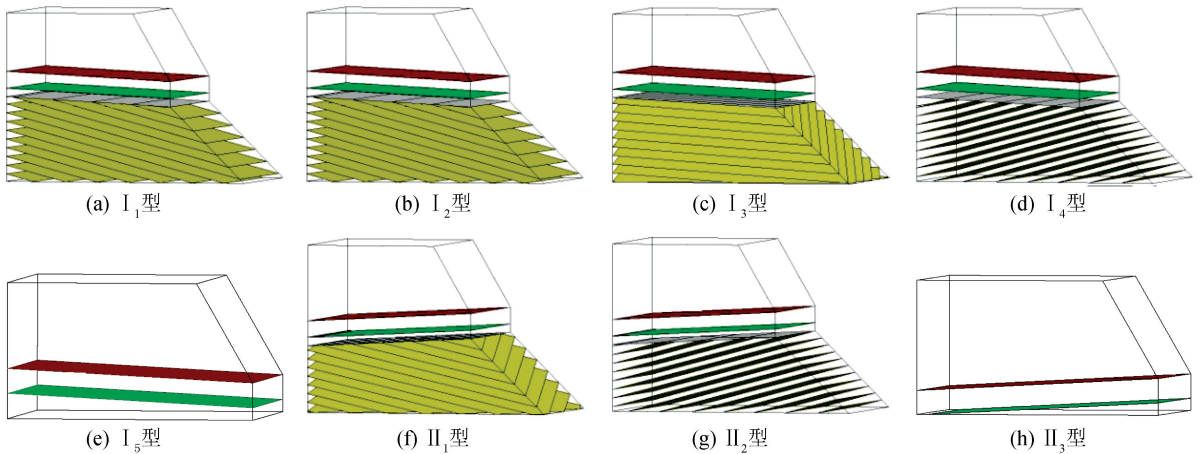 (a) Ⅰ1型
(b) Ⅰ2型
(c) Ⅰ3型
(d) Ⅰ4型
(e) Ⅰ5型
(f) Ⅱ1型
(g) Ⅱ2型
(h) Ⅱ3型